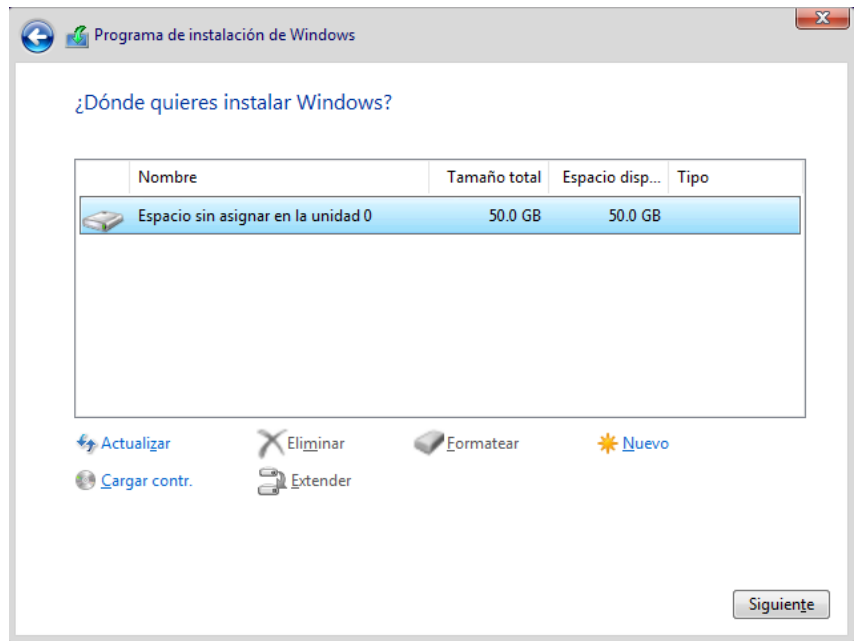 Programa de instalación de Windows
¿Dónde quieres instalar Windows?
Nombre Tamaño total Espacio disp... Tipo
Espacio sin asignar en la unidad 0 50.0 GB 50.0 GB
Actualizar Eliminar Formatear Nuevo
Cargar contr. Extender
Siguiente